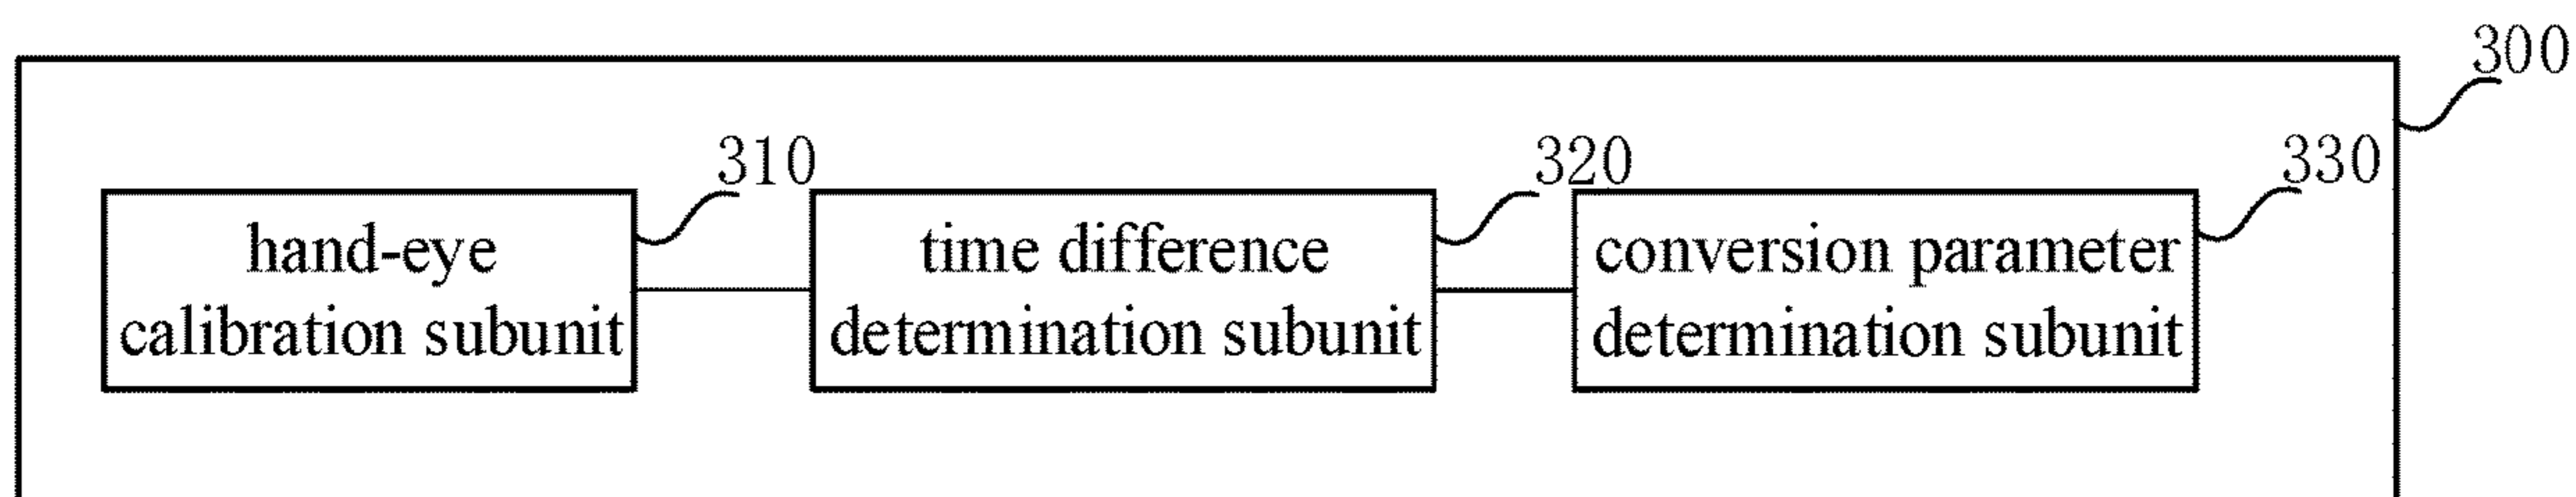 300
310
320
330
hand-eye
calibration subunit
time difference
determination subunit
conversion parameter
determination subunit